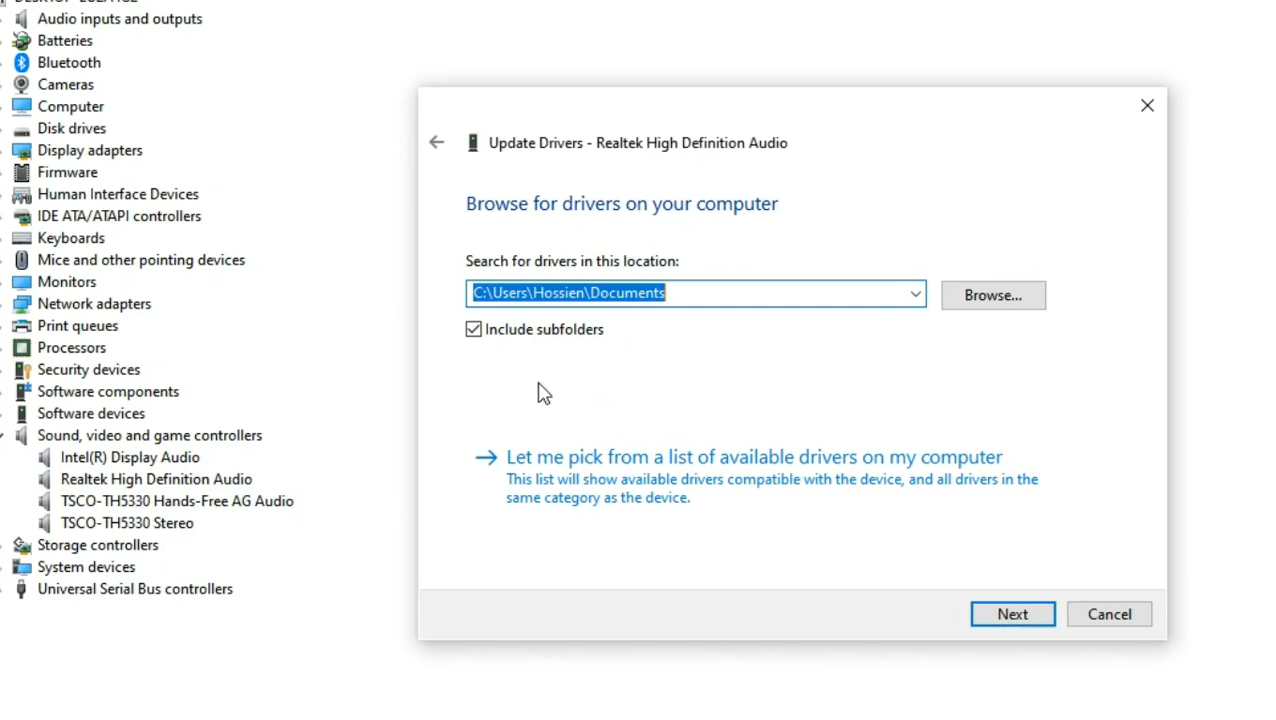 Audio inputs and outputs
Batteries
Bluetooth
Cameras
Computer
Disk drives
Display adapters
Firmware
Human Interface Devices
IDE ATA/ATAPI controllers
Keyboards
Mice and other pointing devices
Monitors
Network adapters
Print queues
Processors
Security devices
Software components
Software devices
Sound, video and game controllers
Intel(R) Display Audio
Realtek High Definition Audio
TSCO-TH5330 Hands-Free AG Audio
TSCO-TH5330 Stereo
Storage controllers
System devices
Universal Serial Bus controllers
Update Drivers - Realtek High Definition Audio
Browse for drivers on your computer
Search for drivers in this location:
C:\Users\Hossien\Documents
Browse...
Include subfolders
Let me pick from a list of available drivers on my computer
This list will show available drivers compatible with the device, and all drivers in the
same category as the device.
Next
Cancel